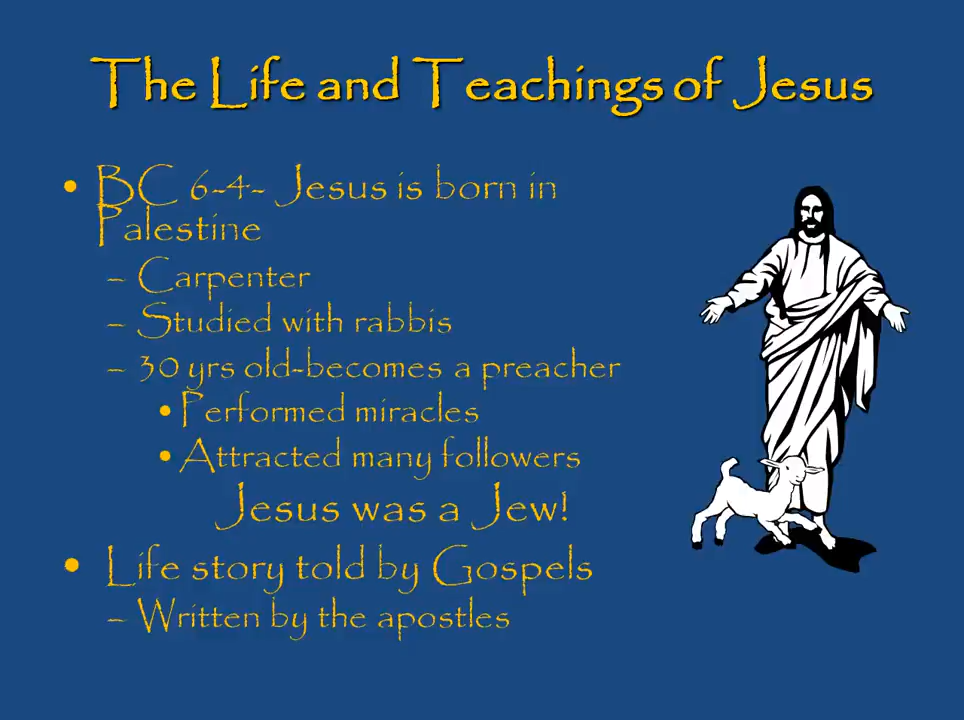 The Life and Teachings of Jesus
• BC 6-4- Jesus is born in
Palestine
– Carpenter
– Studied with rabbis
– 30 yrs old-becomes a preacher
• Performed miracles
• Attracted many followers
Jesus was a Jew!
• Life story told by Gospels
– Written by the apostles